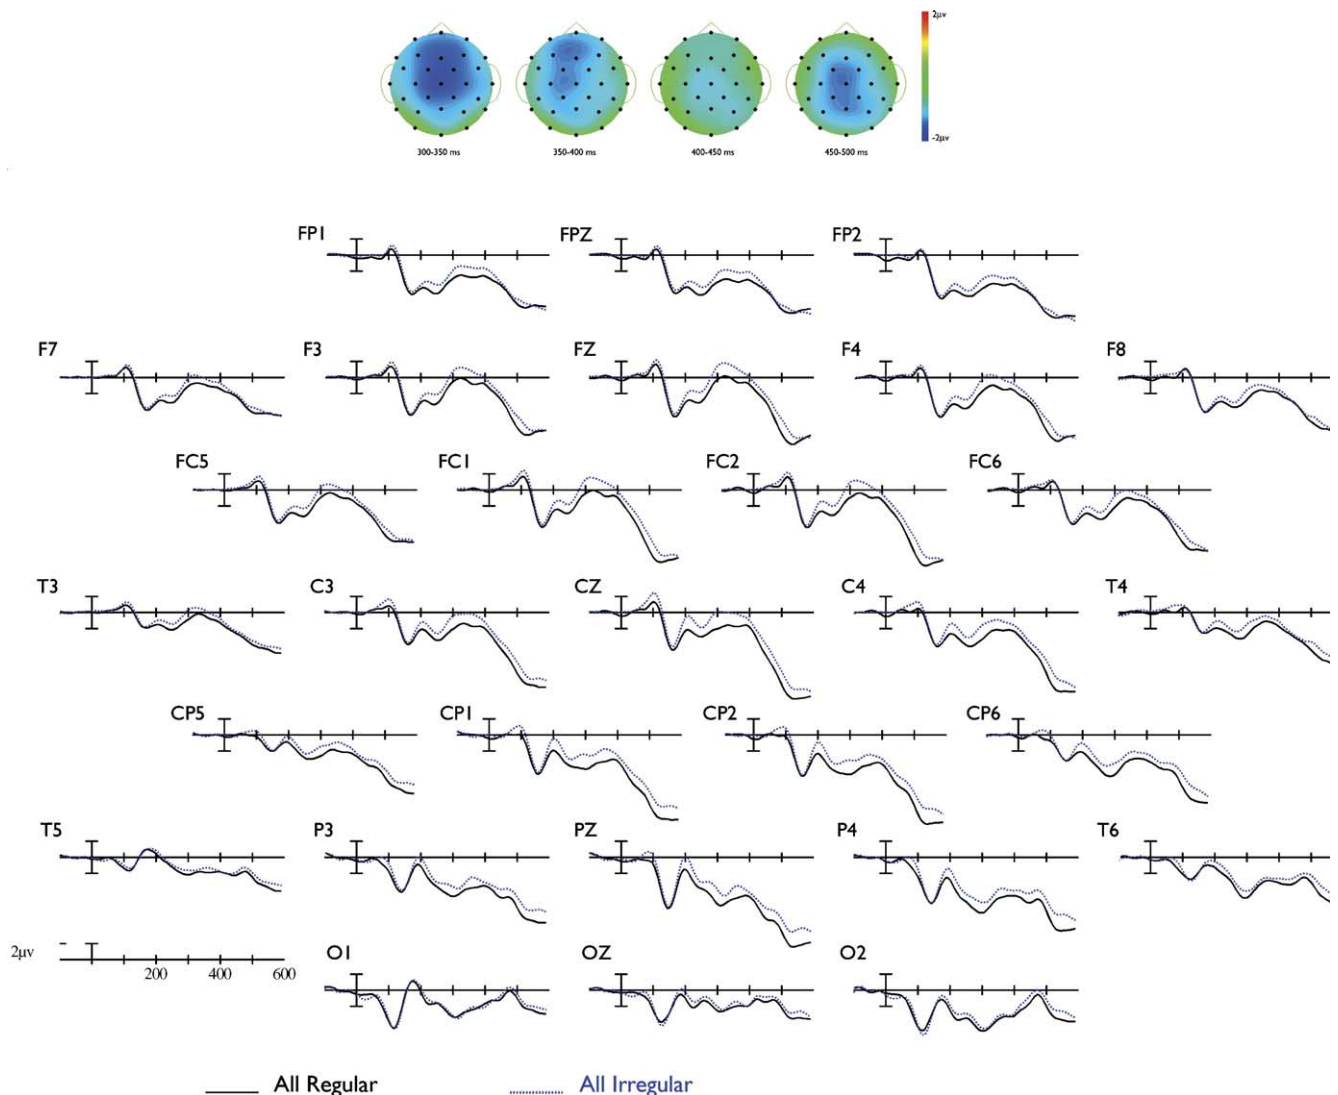 2μv
-2μv
300-350 ms
350-400 ms
400-450 ms
450-500 ms
FP1
FPZ
FP2
F7
F3
FZ
F4
F8
FC5
FC1
FC2
FC6
T3
C3
CZ
C4
T4
CP5
CP1
CP2
CP6
T5
P3
PZ
P4
T6
2μv
200
400
600
O1
OZ
O2
All Regular
All Irregular